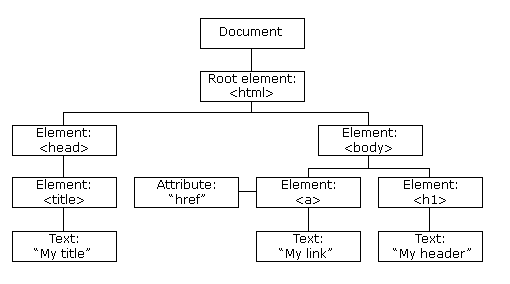 Document
Root element:
<html>
Element:
<head>
Element:
<body>
Element:
<title>
Attribute:
“href”
Element:
<a>
Element:
<h1>
Text:
“My title”
Text:
“My link”
Text:
“My header”